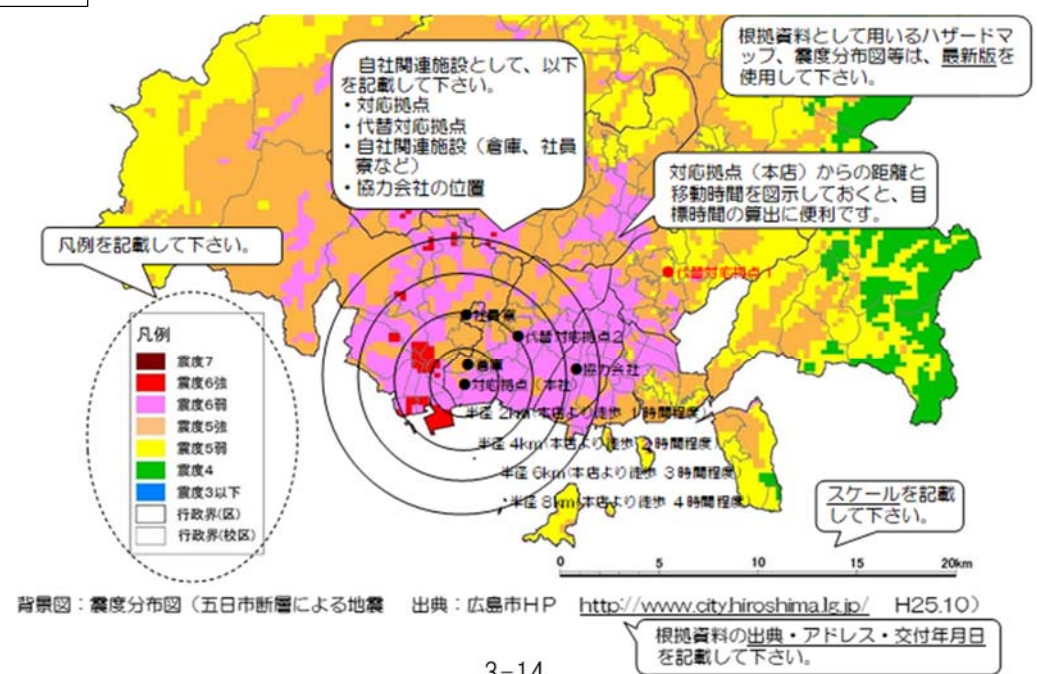 根拠資料として用いるハザードマ
ップ、震度分布図等は、最新版を
使用して下さい。
自社関連施設として、以下
を記載して下さい。
・対応拠点
・代替対応拠点
・自社関連施設（倉庫、社員
寮など）
・協力会社の位置
対応拠点（本店）からの距離と
移動時間を図示しておくと、目
標時間の算出に便利です。
凡例を記載して下さい。
代替対応拠点１
社員寮
代替対応拠点２
倉庫
協力会社
対応拠点（本社）
凡例
震度7
震度6強
震度6弱
震度5強
震度5弱
震度4
震度3以下
行政界(区)
行政界(校区)
半径 2km(本店より徒歩 1時間程度)
半径 4km(本店より徒歩 2時間程度)
半径 6km(本店より徒歩 3時間程度)
半径 8km(本店より徒歩 4時間程度)
スケールを記載
して下さい。
0 5 10 15 20km
背景図：震度分布図（五日市断層による地震 出典：広島市ＨＰ http://www.city.hiroshima.lg.jp/ H25.10）
根拠資料の出典・アドレス・交付年月日
を記載して下さい。
3-14